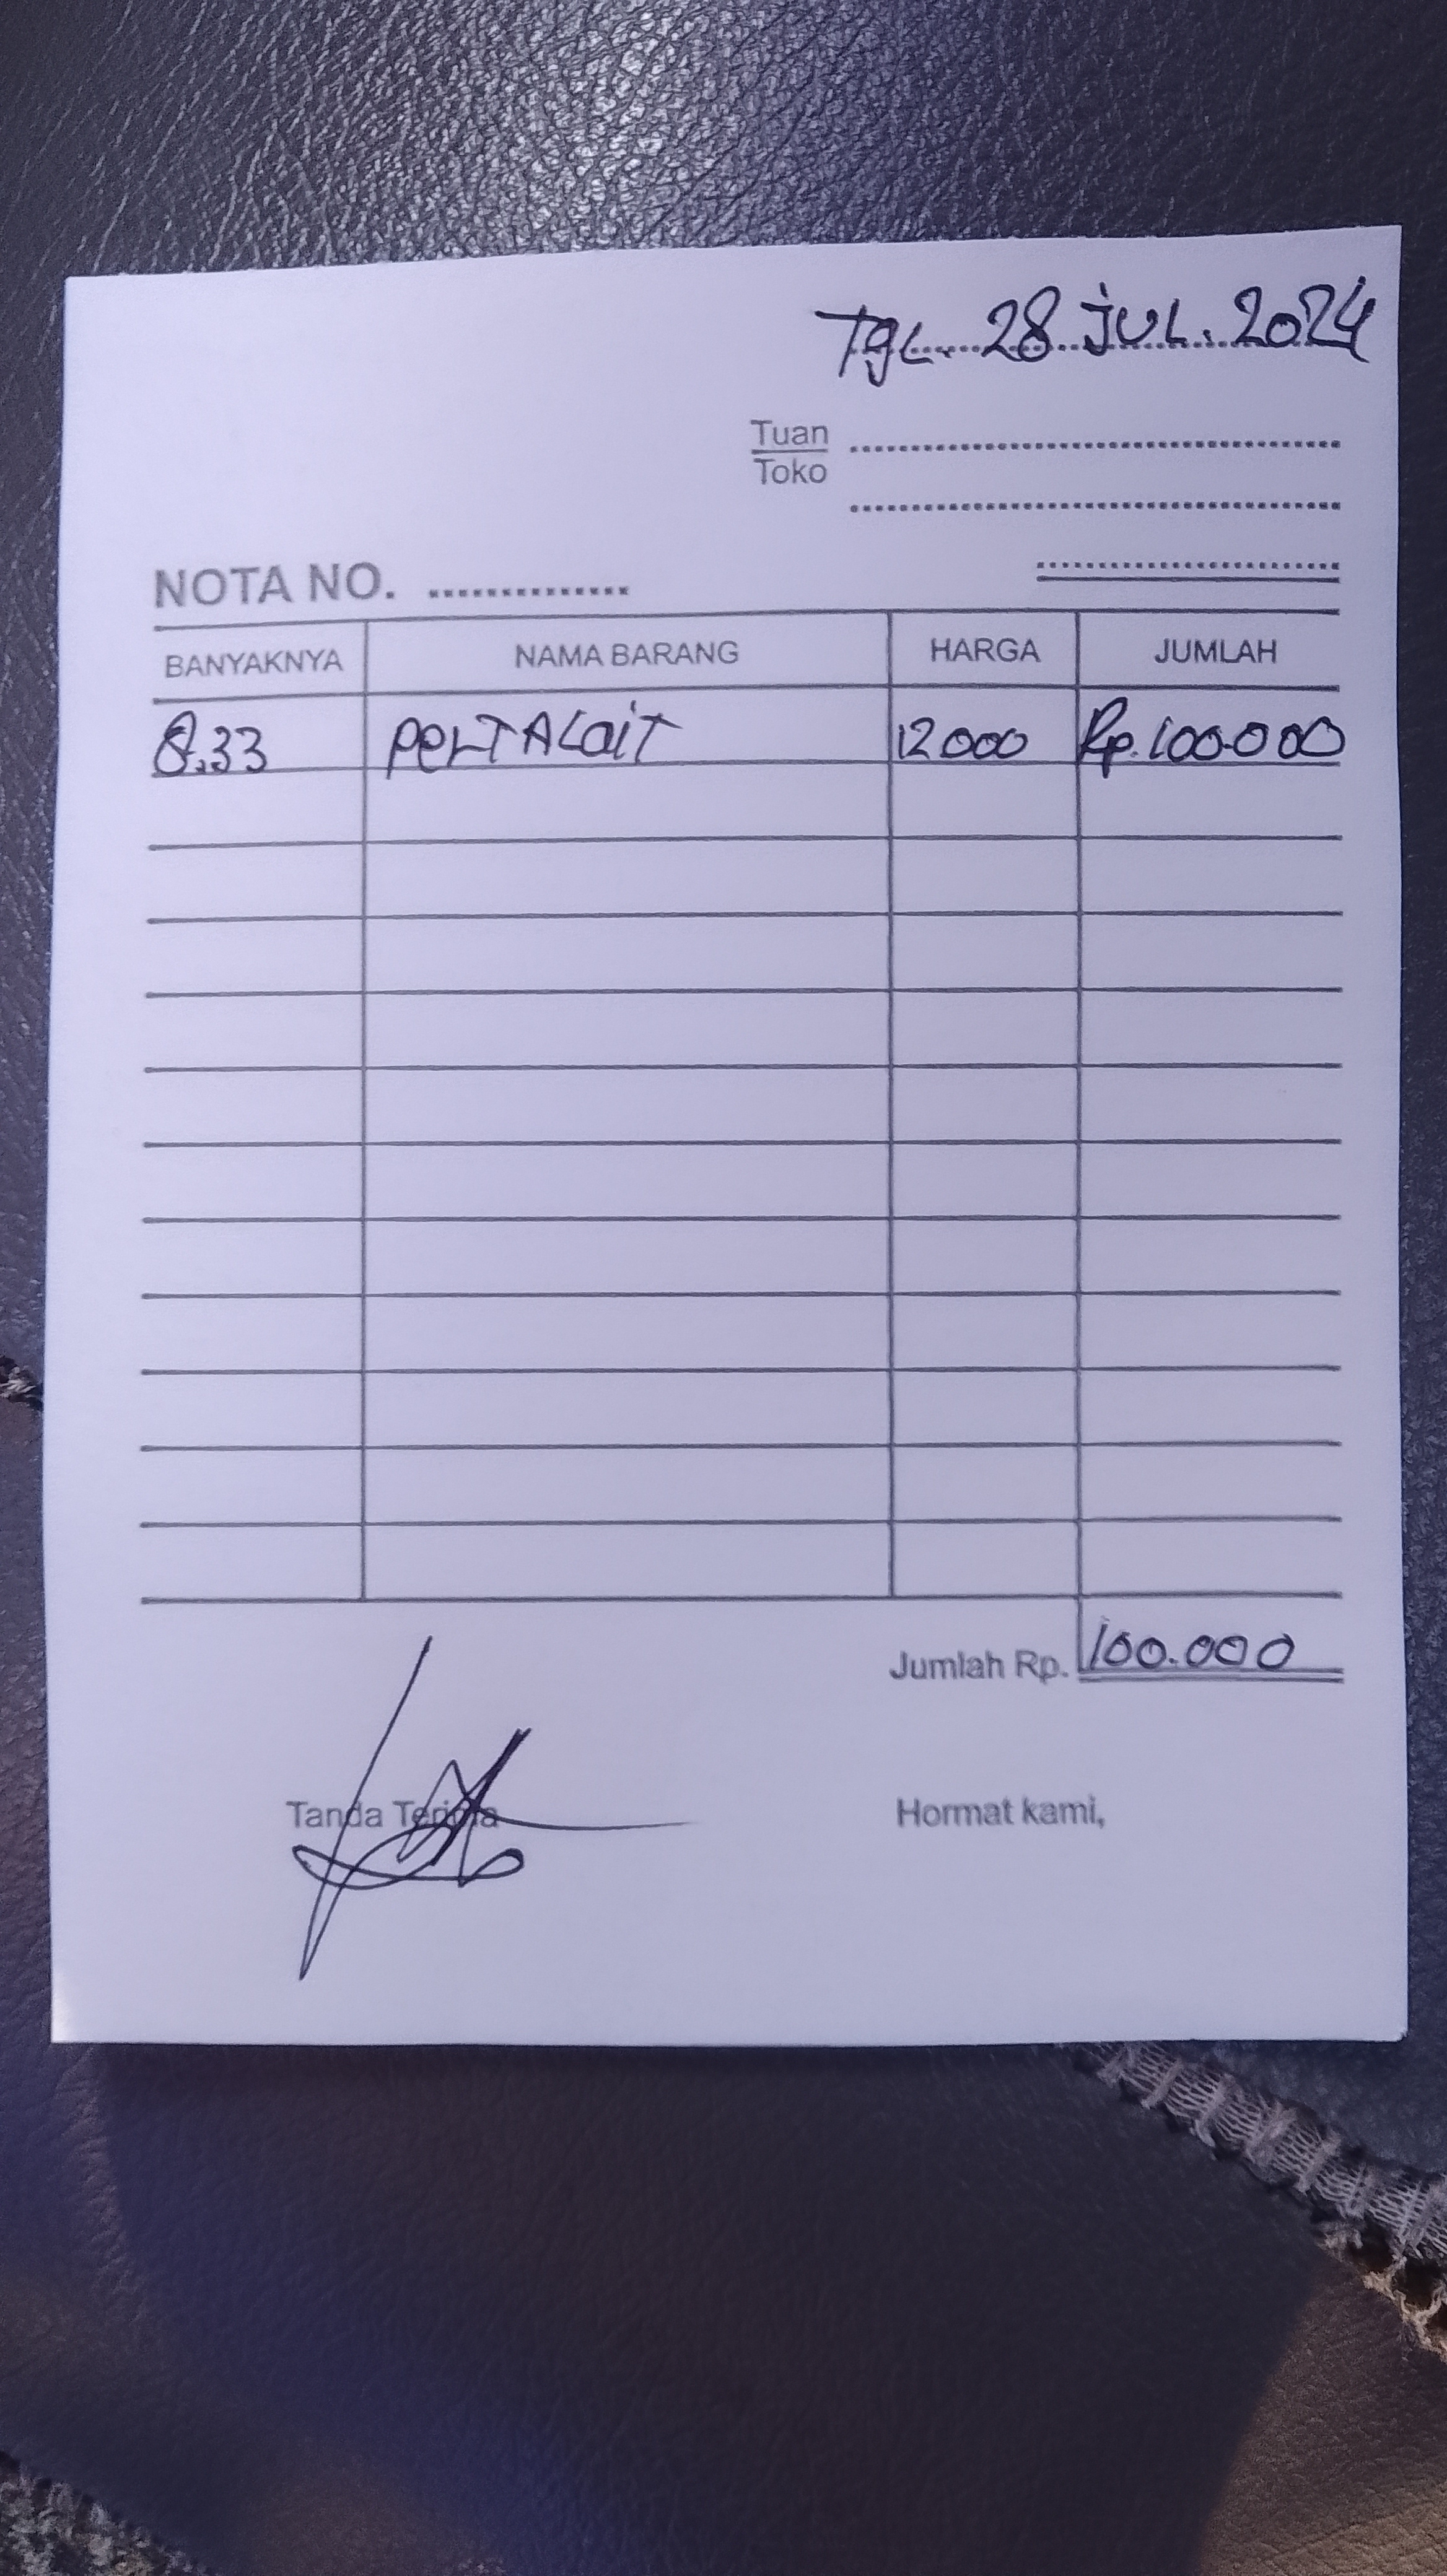 Tgl. 28 JUL. 2024
Tuan
Toko
NOTA NO. ..............
BANYAKNYA NAMA BARANG HARGA JUMLAH
8.33 PERTALAIT 12000 Rp.100.000
Jumlah Rp. 100.000
Tanda Terima Hormat kami,